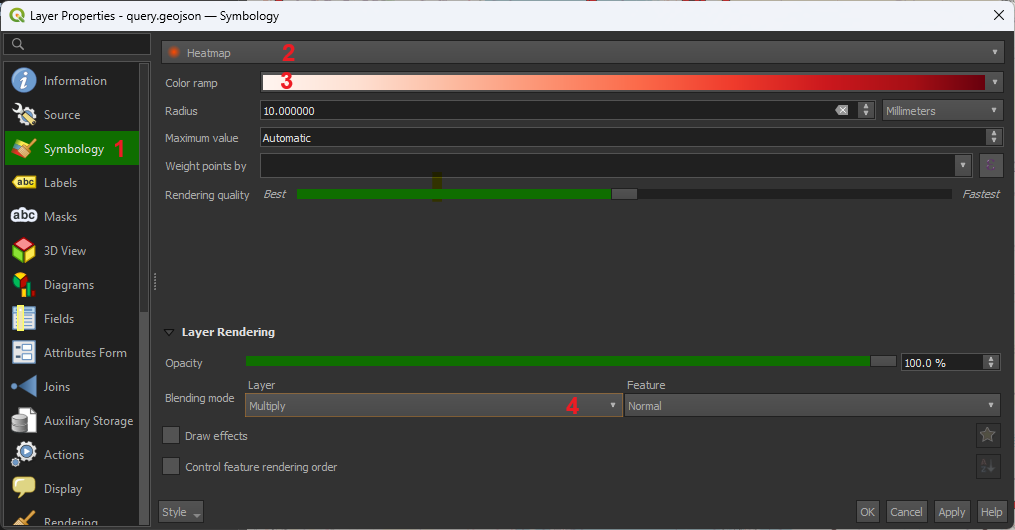 Layer Properties - query.geojson — Symbology
Information
Source
Symbology 1
Labels
Masks
3D View
Diagrams
Fields
Attributes Form
Joins
Auxiliary Storage
Actions
Display
Rendering
Heatmap 2
Color ramp 3
Radius 10.000000 Millimeters
Maximum value Automatic
Weight points by
Rendering quality Best Fastest
Layer Rendering
Opacity 100.0 %
Layer Feature
Blending mode Multiply 4 Normal
Draw effects
Control feature rendering order
Style OK Cancel Apply Help
abc
abc